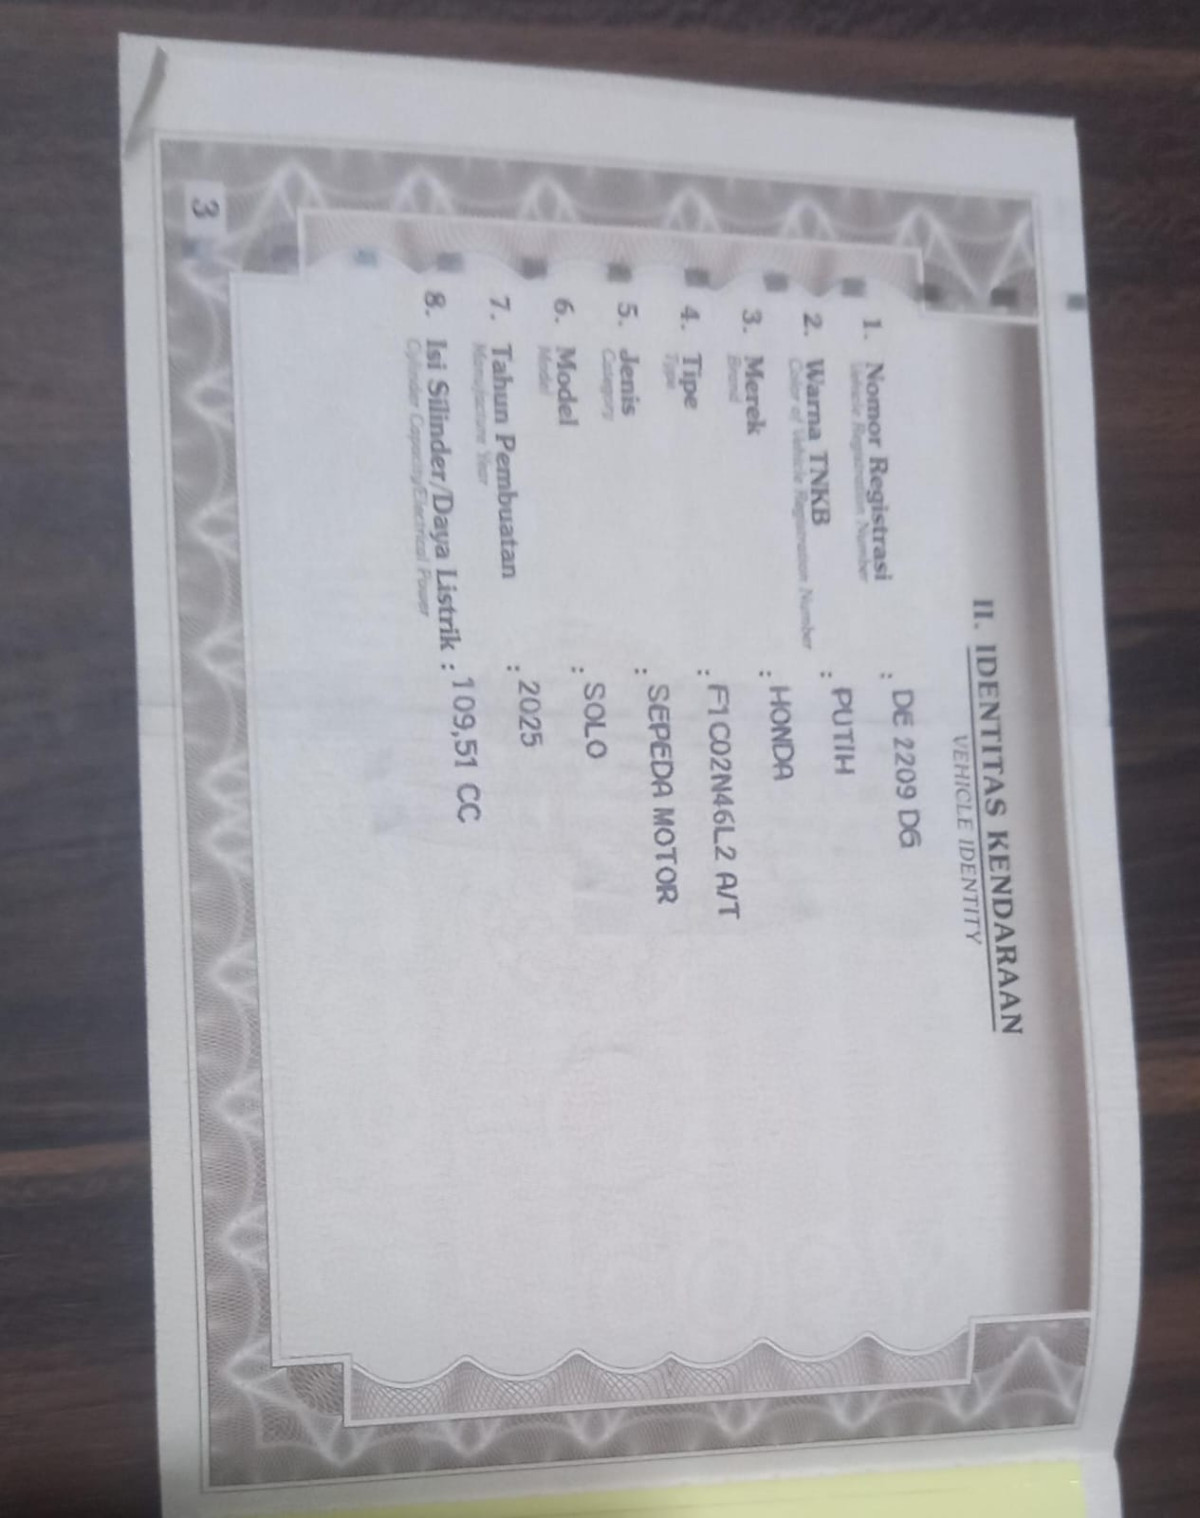 II. IDENTITAS KENDARAAN
VEHICLE IDENTITY
1. Nomor Registrasi : DE 2209 DG
Vehicle Registration Number
2. Warna TNKB : PUTIH
Color of Vehicle Registration Number
3. Merek : HONDA
Brand
4. Tipe : F1C02N46L2 A/T
Type
5. Jenis : SEPEDA MOTOR
Category
6. Model : SOLO
Model
7. Tahun Pembuatan : 2025
Manufacture Year
8. Isi Silinder/Daya Listrik : 109,51 CC
Cylinder Capacity/Electrical Power
3